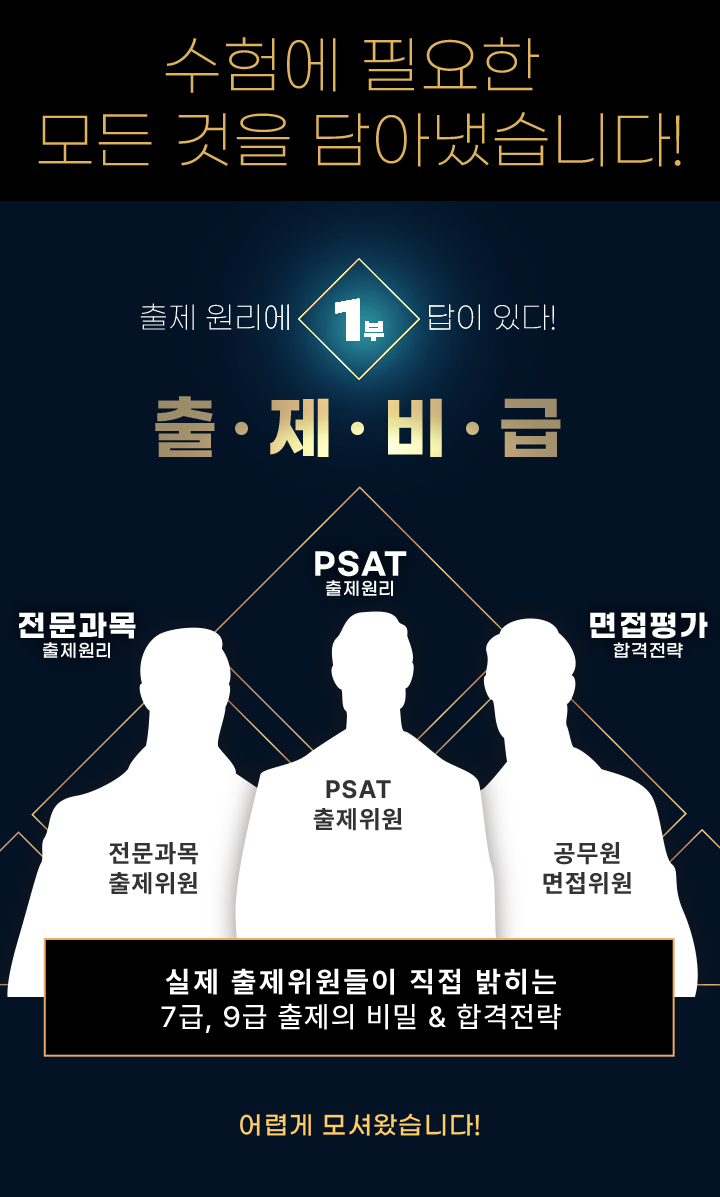 수험에 필요한
모든 것을 담아냈습니다!
출제 원리에 1부 답이 있다!
출·제·비·급
PSAT
출제원리
전문과목
출제원리
면접평가
합격전략
PSAT
출제위원
전문과목
출제위원
공무원
면접위원
실제 출제위원들이 직접 밝히는
7급, 9급 출제의 비밀 & 합격전략
어렵게 모셔왔습니다!